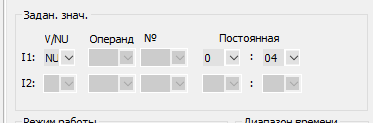 Задан. знач.
V/NU Операнд № Постоянная
I1: NU 0 : 04
I2: :
Режим работы Диапазон времени